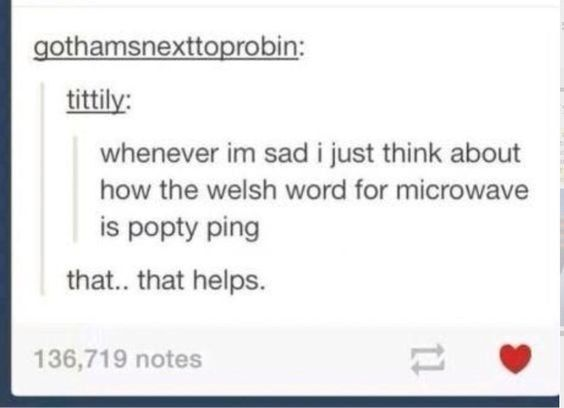 gothamsnexttoprobin:
tittily:
whenever im sad i just think about
how the welsh word for microwave
is popty ping
that.. that helps.
136,719 notes